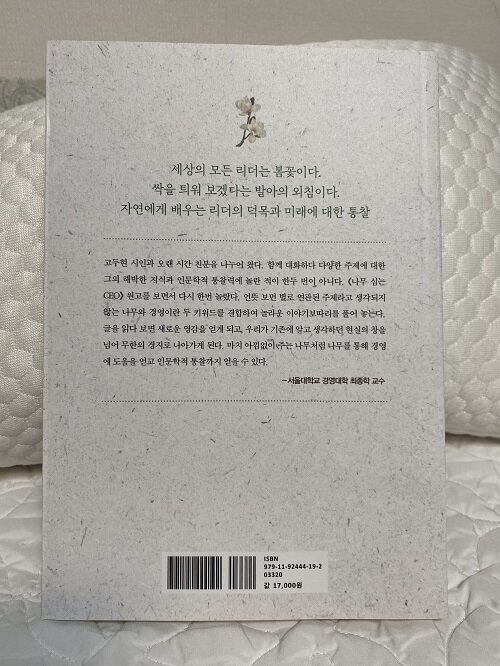 세상의 모든 리더는 봄꽃이다.
싹을 틔워 보겠다는 발아의 외침이다.
자연에게 배우는 리더의 덕목과 미래에 대한 통찰
고두현 시인과 오랜 시간 친분을 나누어 왔다. 함께 대화하다 다양한 주제에 대한
그의 해박한 지식과 인문학적 통찰력에 놀란 적이 한두 번이 아니다. 《나무 심는
CEO》 원고를 보면서 다시 한번 놀랐다. 언뜻 보면 별로 연관된 주제라고 생각되지
않는 나무와 경영이란 두 키워드를 결합하여 놀라운 이야기보따리를 풀어 놓는다.
글을 읽다 보면 새로운 영감을 얻게 되고, 우리가 기존에 알고 생각하던 현실의 창을
넘어 무한의 경지로 나아가게 된다. 마치 아낌없이 주는 나무처럼 나무를 통해 경영
에 도움을 얻고 인문학적 통찰까지 얻을 수 있다.
–서울대학교 경영대학 최종학 교수
ISBN
979-11-92444-19-2
03320
값 17,000원